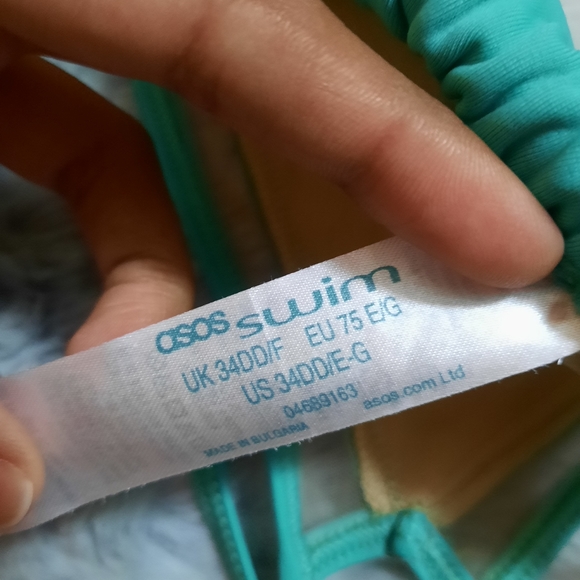 asos swim
UK 34DD/F EU 75 E/G
US 34DD/E-G
04689163 asos.com Ltd
MADE IN BULGARIA